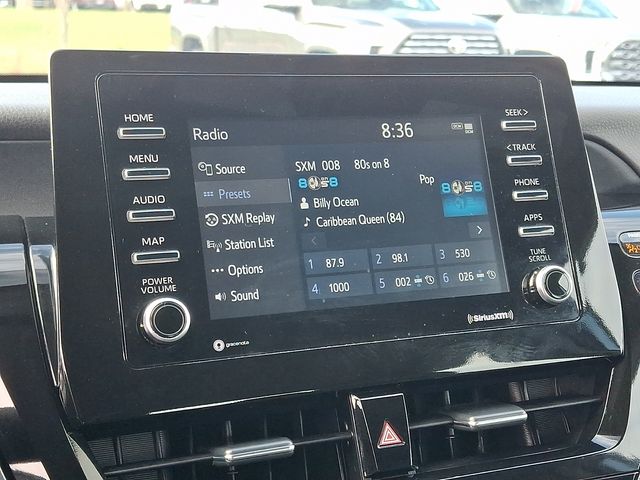 HOME
MENU
AUDIO
MAP
POWER
VOLUME
Radio
8:36
Source
Presets
SXM Replay
Station List
Options
Sound
SXM 008 80s on 8
Pop
Billy Ocean
Caribbean Queen (84)
1 87.9
2 98.1
3 530
4 1000
5 002
6 026
SEEK >
< TRACK
PHONE
APPS
TUNE
SCROLL
((SiriusXM))
gracenote